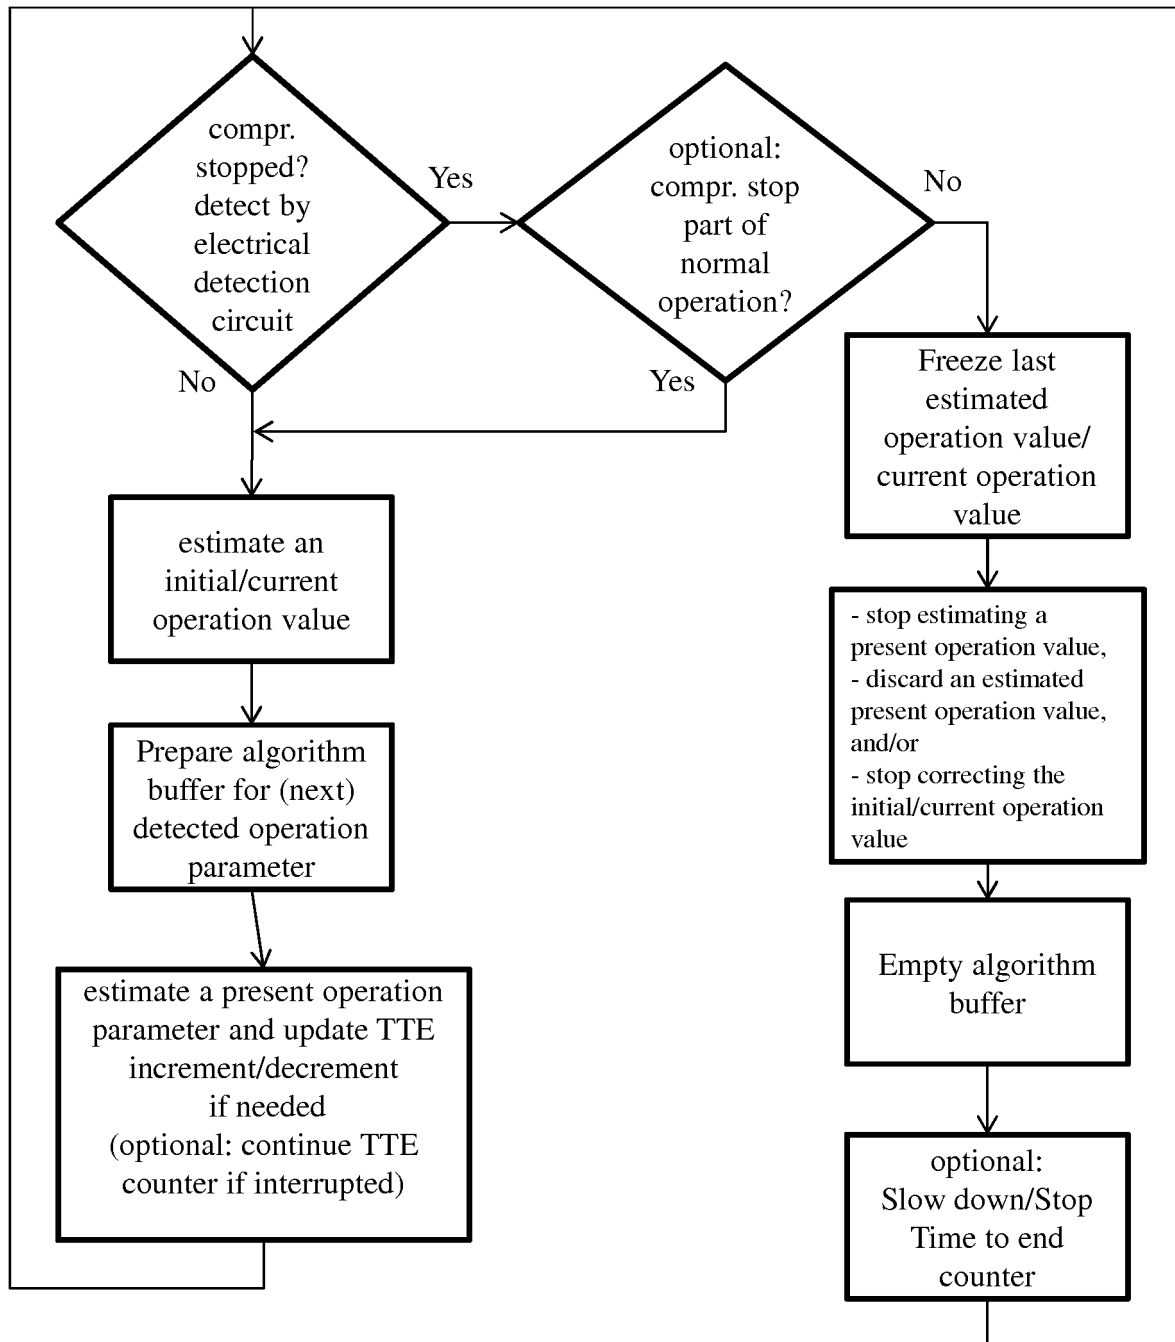 compr.
stopped?
detect by
electrical
detection
circuit
Yes
No
optional:
compr. stop
part of
normal
operation?
No
Yes
Freeze last
estimated
operation value/
current operation
value
estimate an
initial/current
operation value
- stop estimating a
present operation value,
- discard an estimated
present operation value,
and/or
- stop correcting the
initial/current operation
value
Prepare algorithm
buffer for (next)
detected operation
parameter
Empty algorithm
buffer
estimate a present operation
parameter and update TTE
increment/decrement
if needed
(optional: continue TTE
counter if interrupted)
optional:
Slow down/Stop
Time to end
counter